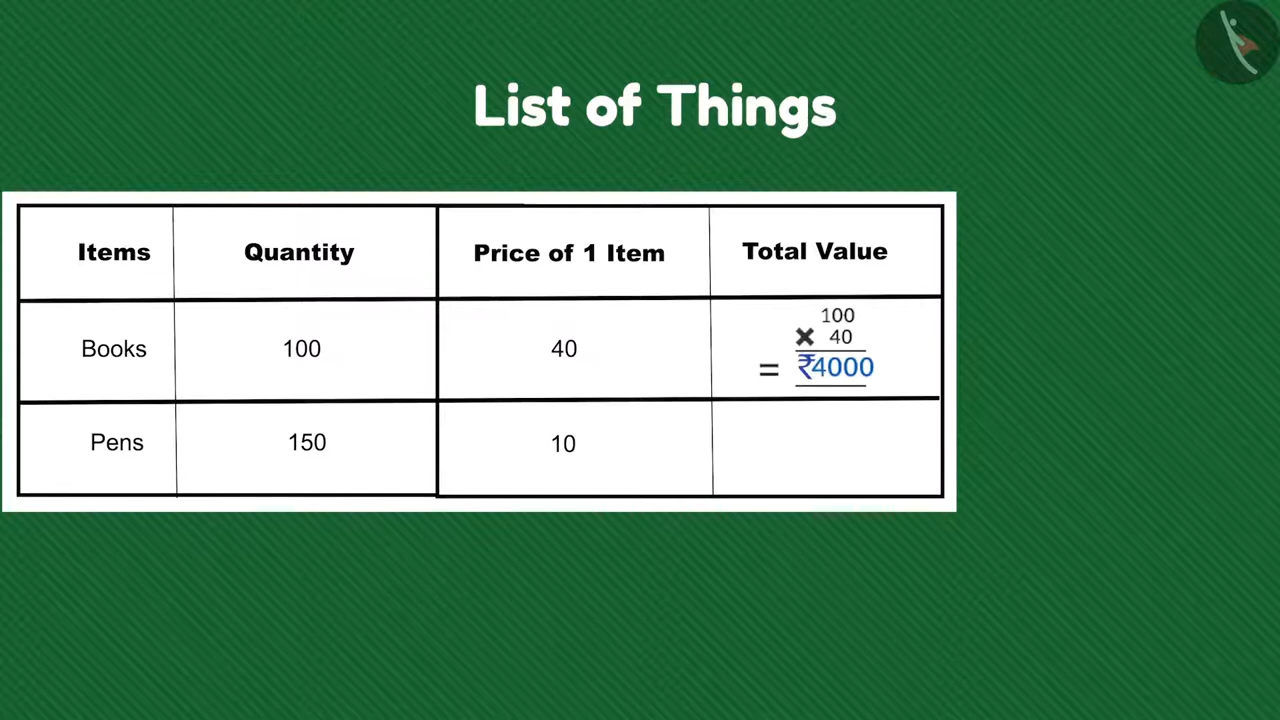 List of Things
Items Quantity Price of 1 Item Total Value
Books 100 40 100
× 40
= ₹4000
Pens 150 10